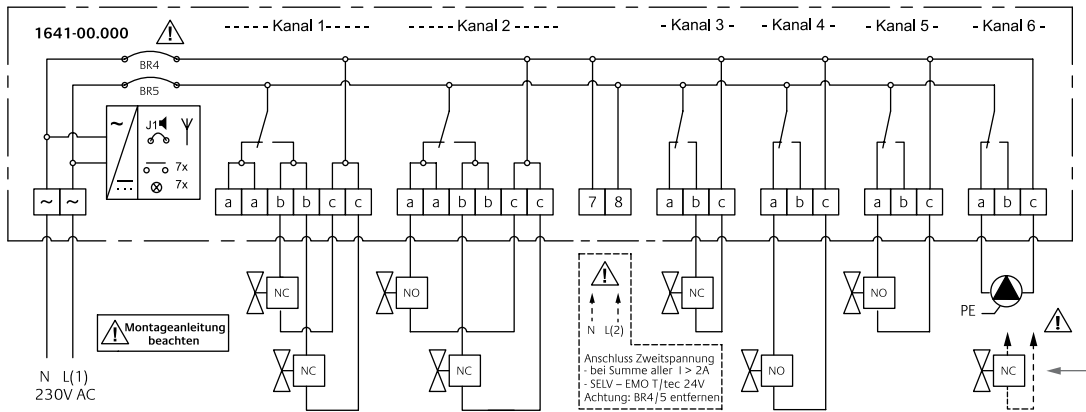 - - - - - Kanal 1 - - - - -
- - - - - Kanal 2 - - - - -
- Kanal 3 - -
- - Kanal 4 - -
- - Kanal 5 - -
- - Kanal 6 - -
1641-00.000
BR4
BR5
~ J1
7x
7x
~ ~
a a b b c c
a a b b c c
7 8
a b c
a b c
a b c
a b c
NC
NO
NC
NO
PE
N L(2)
Montageanleitung
beachten
NC
NC
NO
NC
Anschluss Zweitspannung
- bei Summe aller I > 2A
- SELV – EMO T/tec 24V
Achtung: BR4/5 entfernen
N L(1)
230V AC